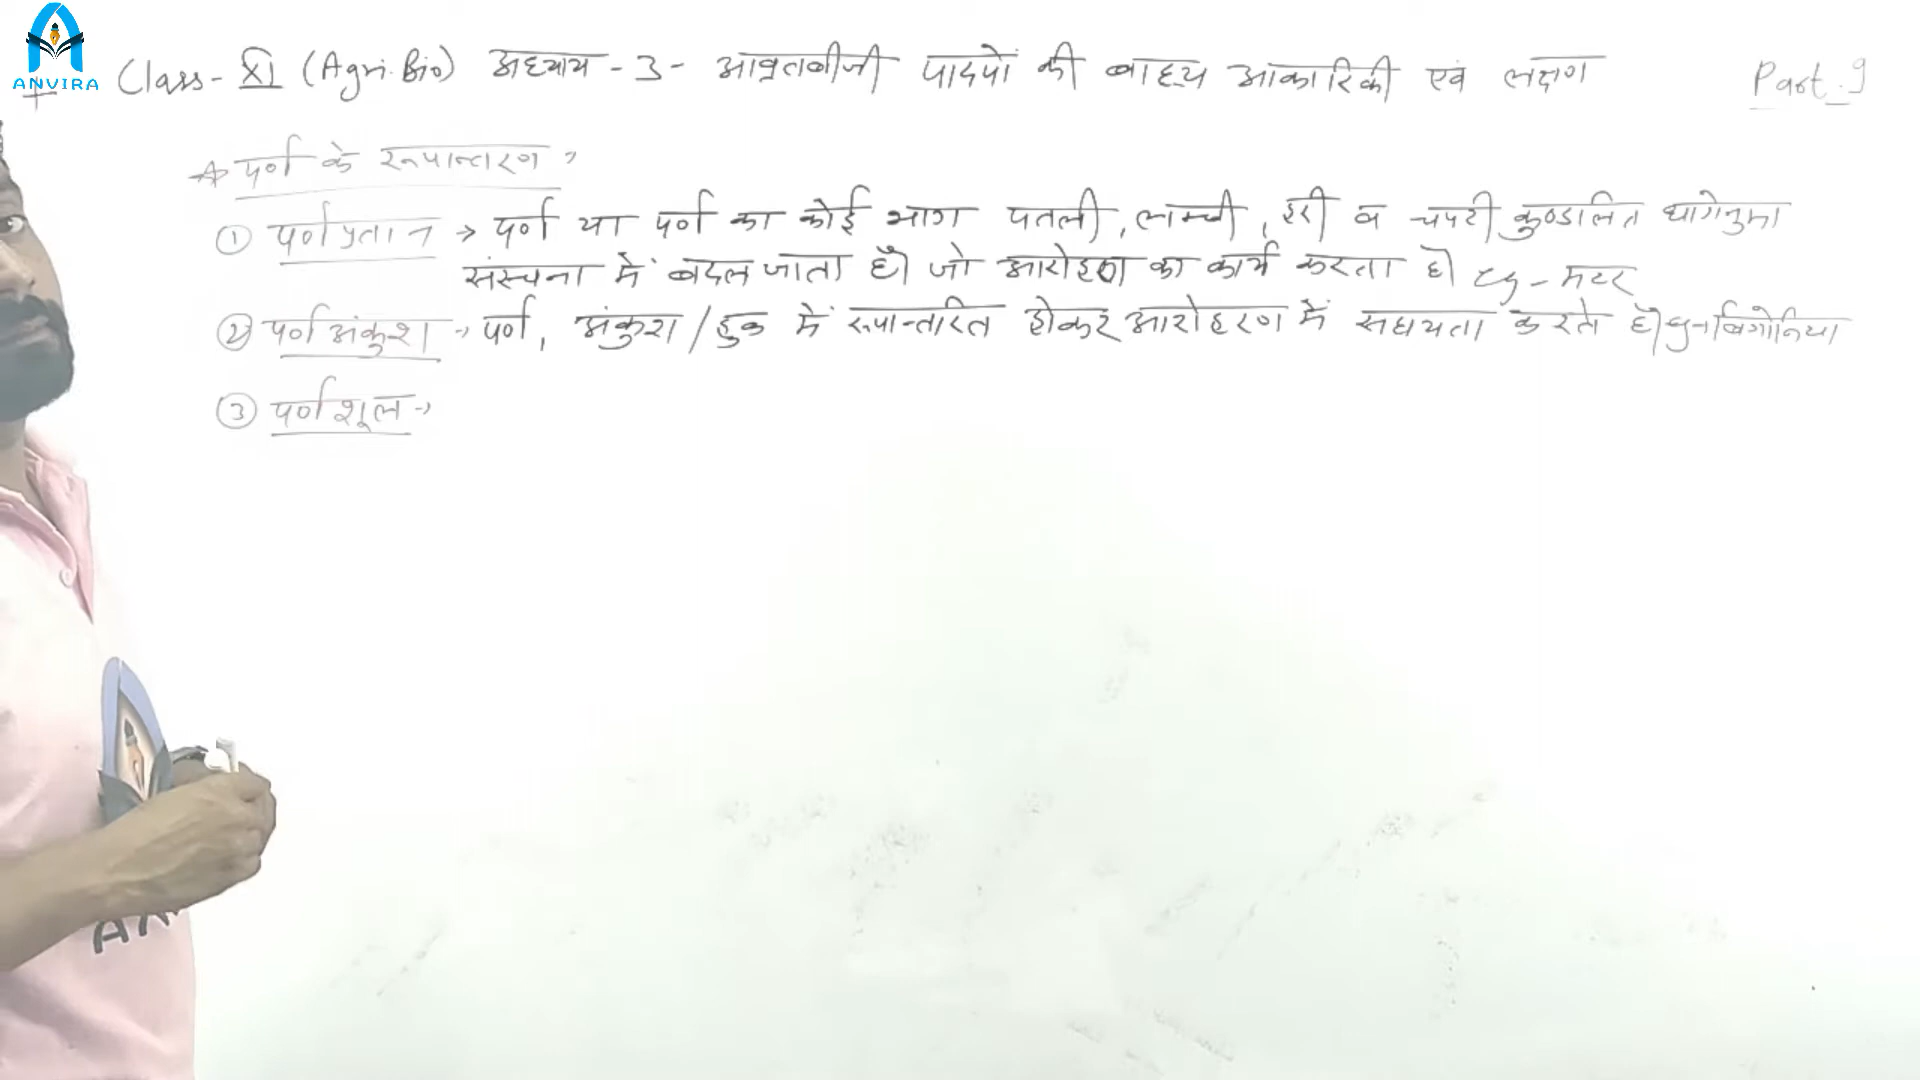 ANVIRA
Class - XI (Agri. Bio) अध्याय - 3 - आवृतबीजी पादपों की बाह्य आकारिकी एवं लक्षण
Part. 9
पर्ण के रूपान्तरण
① पर्णप्रतान → पर्ण या पर्ण का कोई भाग पतली, लम्बी, हरी व चपटी कुण्डलित धागेनुमा
संरचना में बदल जाता है। जो आरोहण का कार्य करता है। eg - मटर
② पर्णअंकुश → पर्ण, अंकुश/हुक में रूपान्तरित होकर आरोहरण में सहायता करते है। बिगोनिया
③ पर्णशूल →